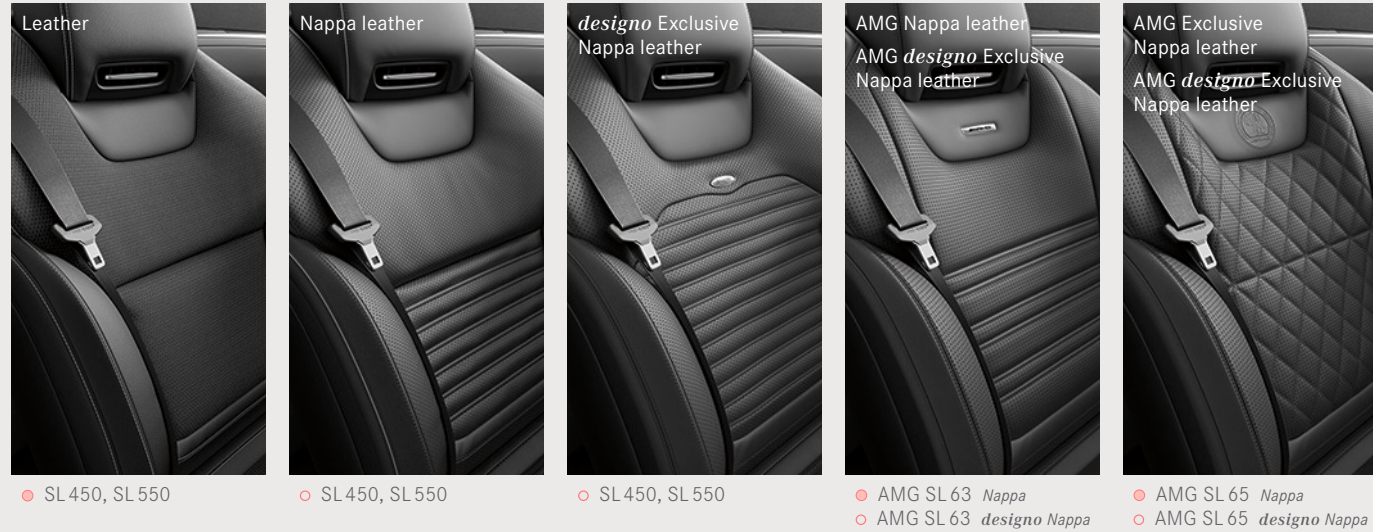 Leather
Nappa leather
designo Exclusive
Nappa leather
AMG Nappa leather
AMG designo Exclusive
Nappa leather
AMG Exclusive
Nappa leather
AMG designo Exclusive
Nappa leather
SL 450, SL 550
SL 450, SL 550
SL 450, SL 550
AMG SL 63 Nappa
AMG SL 63 designo Nappa
AMG SL 65 Nappa
AMG SL 65 designo Nappa